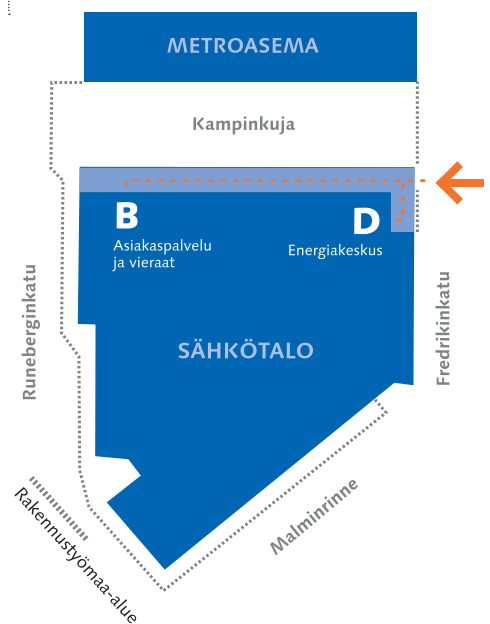 METROASEMA
Kampinkuja
B
Asiakaspalvelu
ja vieraat
D
Energiakeskus
Runeberginkatu
Fredrikinkatu
SÄHKÖTALO
Malminrinne
Rakennustyömaa-alue